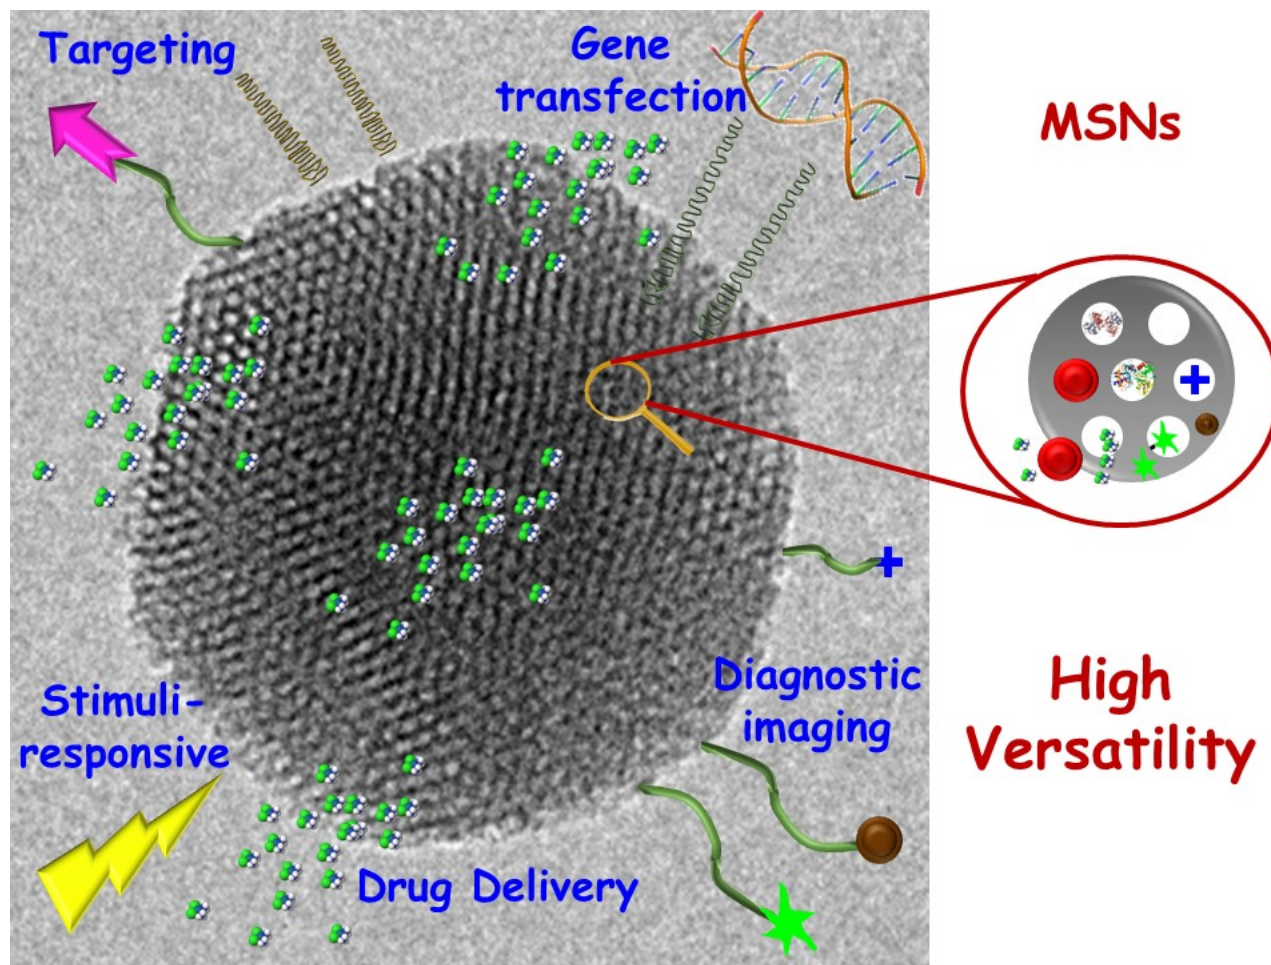 Targeting
Gene
transfection
MSNs
Stimuli-
responsive
Diagnostic
imaging
High
Versatility
Drug Delivery